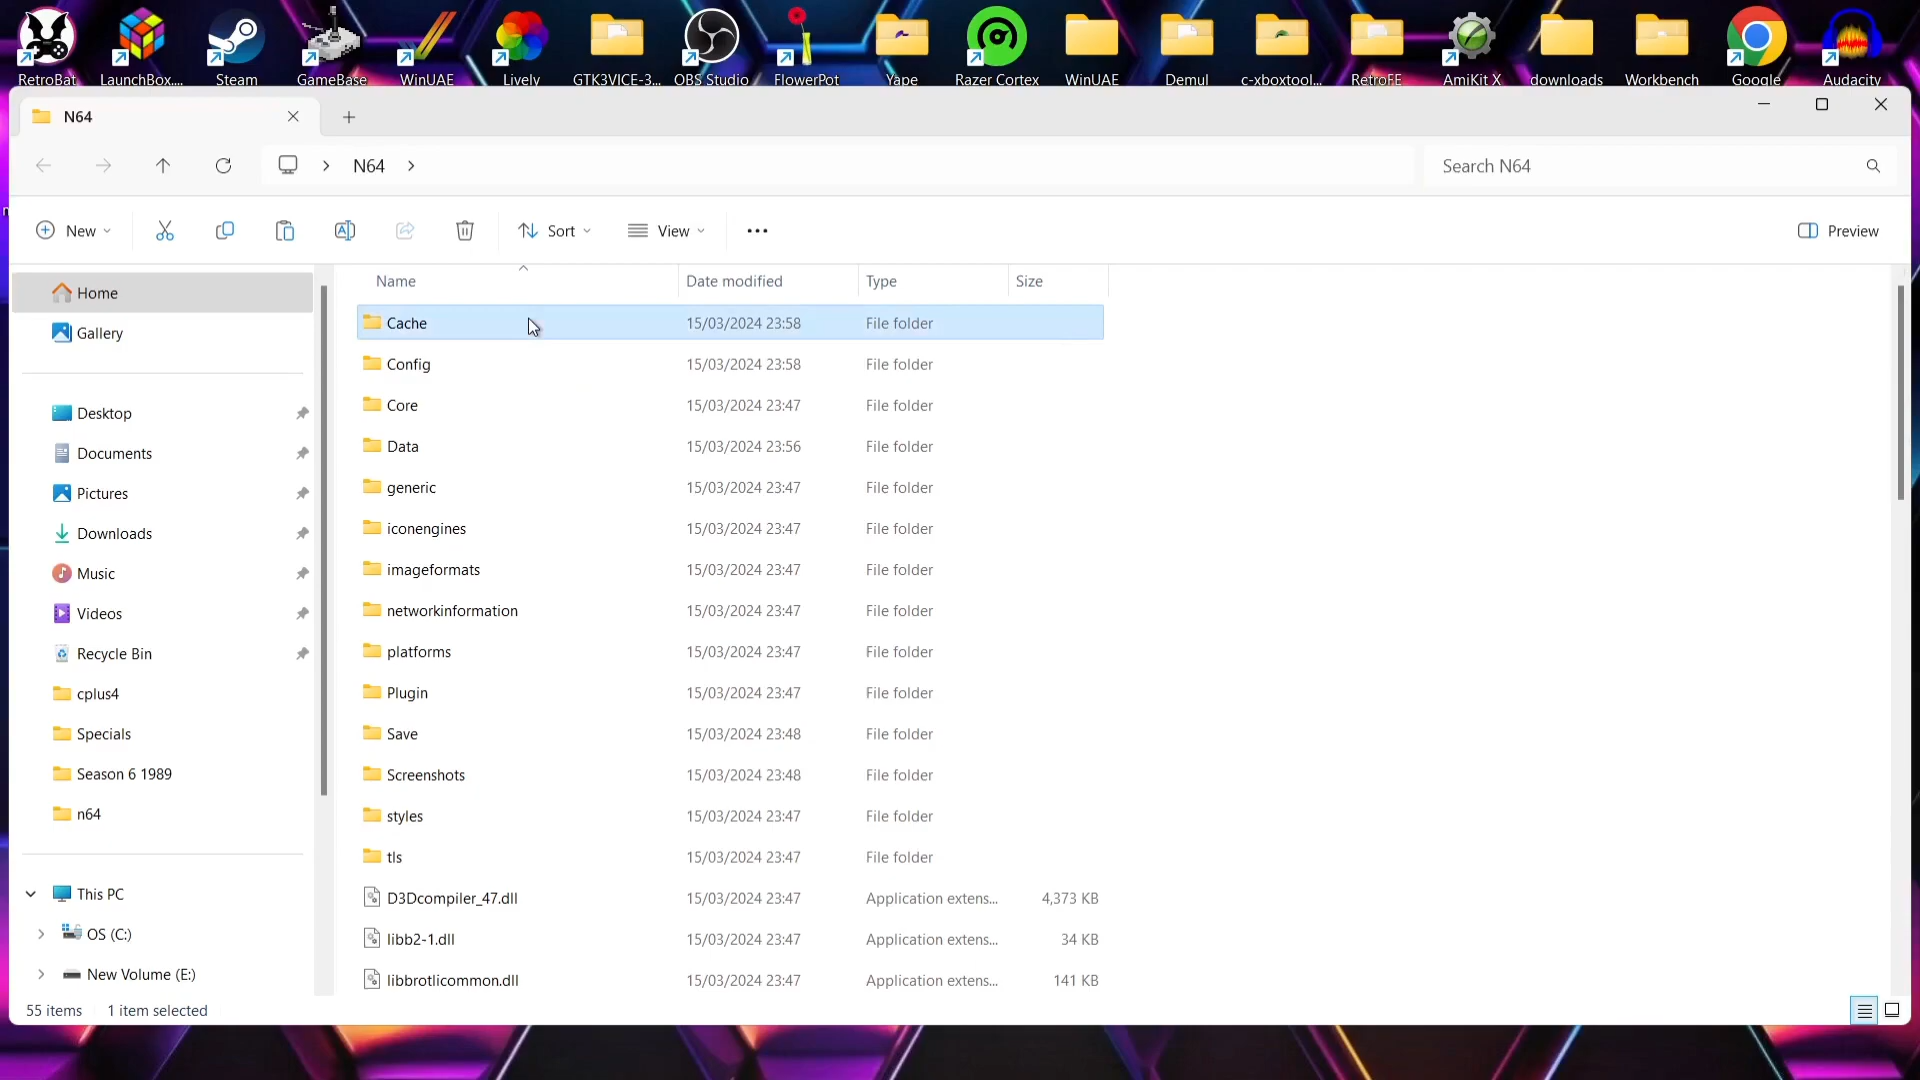 RetroBat LaunchBox.... Steam GameBase WinUAE Lively GTK3VICE-3... OBS Studio FlowerPot Yape Razer Cortex WinUAE Demul c-xboxtool... RetroFE AmiKit X downloads Workbench Google Audacity
N64
N64
Search N64
New
Sort
View
Preview
Name Date modified Type Size
Home
Gallery
Desktop
Documents
Pictures
Downloads
Music
Videos
Recycle Bin
cplus4
Specials
Season 6 1989
n64
This PC
OS (C:)
New Volume (E:)
Cache 15/03/2024 23:58 File folder
Config 15/03/2024 23:58 File folder
Core 15/03/2024 23:47 File folder
Data 15/03/2024 23:56 File folder
generic 15/03/2024 23:47 File folder
iconengines 15/03/2024 23:47 File folder
imageformats 15/03/2024 23:47 File folder
networkinformation 15/03/2024 23:47 File folder
platforms 15/03/2024 23:47 File folder
Plugin 15/03/2024 23:47 File folder
Save 15/03/2024 23:48 File folder
Screenshots 15/03/2024 23:48 File folder
styles 15/03/2024 23:47 File folder
tls 15/03/2024 23:47 File folder
D3Dcompiler_47.dll 15/03/2024 23:47 Application extens... 4,373 KB
libb2-1.dll 15/03/2024 23:47 Application extens... 34 KB
libbrotlicommon.dll 15/03/2024 23:47 Application extens... 141 KB
55 items 1 item selected